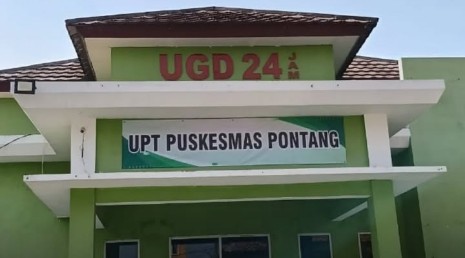 UGD 24 JAM
UPT PUSKESMAS PONTANG